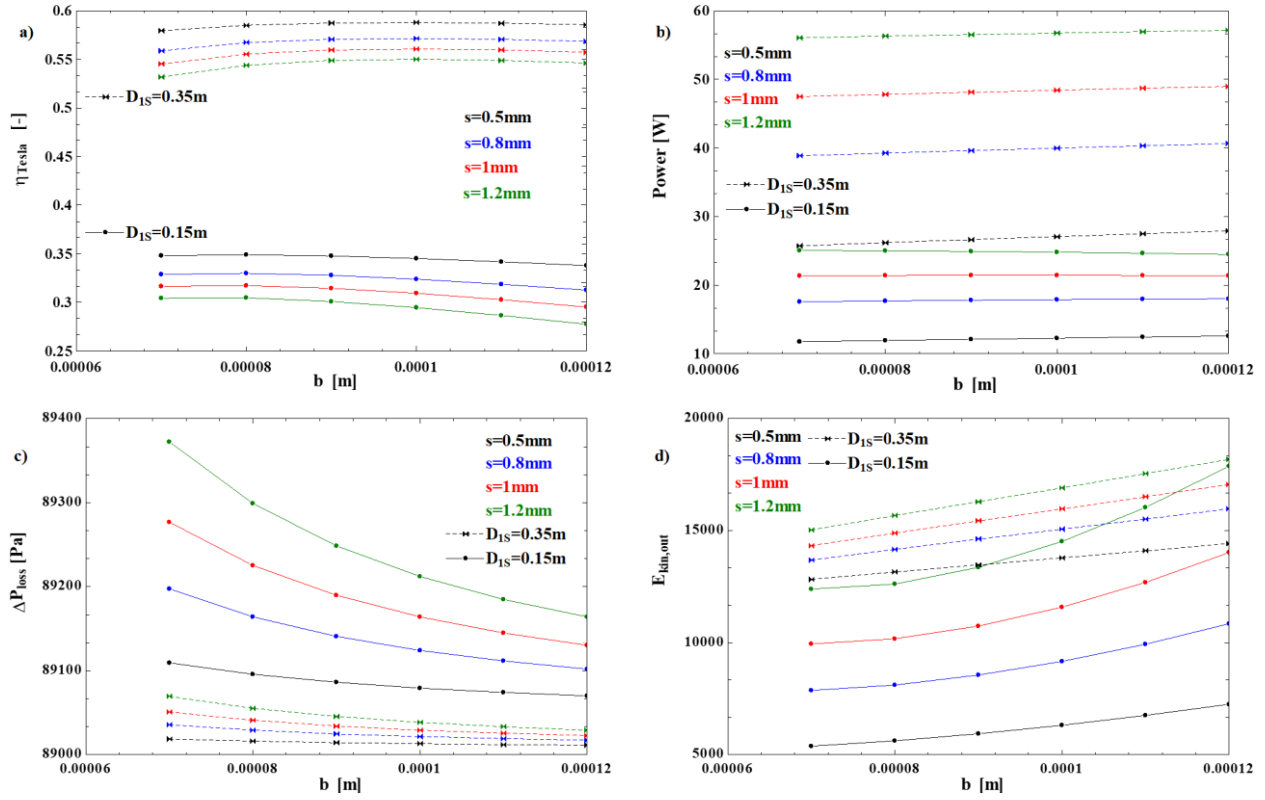 a)
η Tesla [-]
0.6
0.55
0.5
0.45
0.4
0.35
0.3
0.25
D1S=0.35m
s=0.5mm
s=0.8mm
s=1mm
s=1.2mm
D1S=0.15m
0.00006
0.00008
0.0001
0.00012
b [m]
b)
Power [W]
60
50
40
30
20
10
s=0.5mm
s=0.8mm
s=1mm
s=1.2mm
D1S=0.35m
D1S=0.15m
0.00006
0.00008
0.0001
0.00012
b [m]
c)
ΔPloss [Pa]
89400
89300
89200
89100
89000
s=0.5mm
s=0.8mm
s=1mm
s=1.2mm
D1S=0.35m
D1S=0.15m
0.00006
0.00008
0.0001
0.00012
b [m]
d)
Ekin,out
20000
15000
10000
5000
s=0.5mm
s=0.8mm
s=1mm
s=1.2mm
D1S=0.35m
D1S=0.15m
0.00006
0.00008
0.0001
0.00012
b [m]